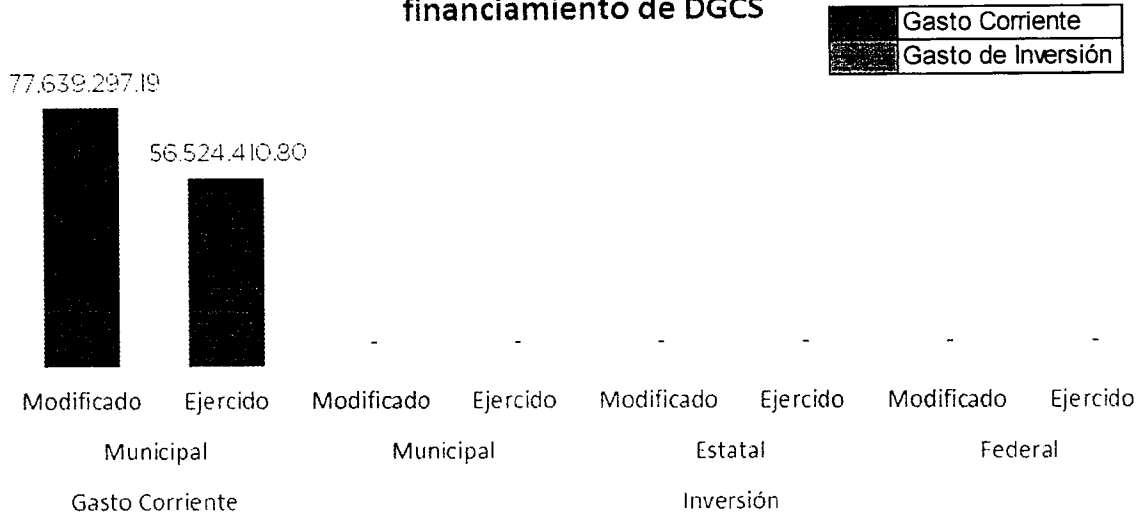 financiamiento de DGCS
Gasto Corriente
Gasto de Inversión
77,639,297.19
56,524,410.80
- - - - - -
Modificado Ejercido Modificado Ejercido Modificado Ejercido Modificado Ejercido
Municipal Municipal Estatal Federal
Gasto Corriente Inversión